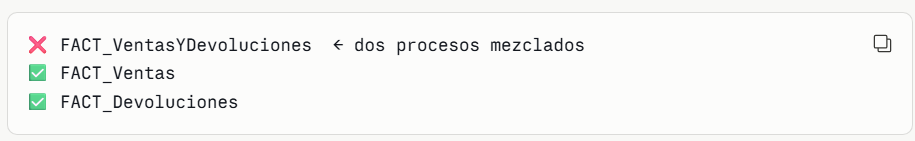 ❌ FACT_VentasYDevoluciones ← dos procesos mezclados
✅ FACT_Ventas
✅ FACT_Devoluciones